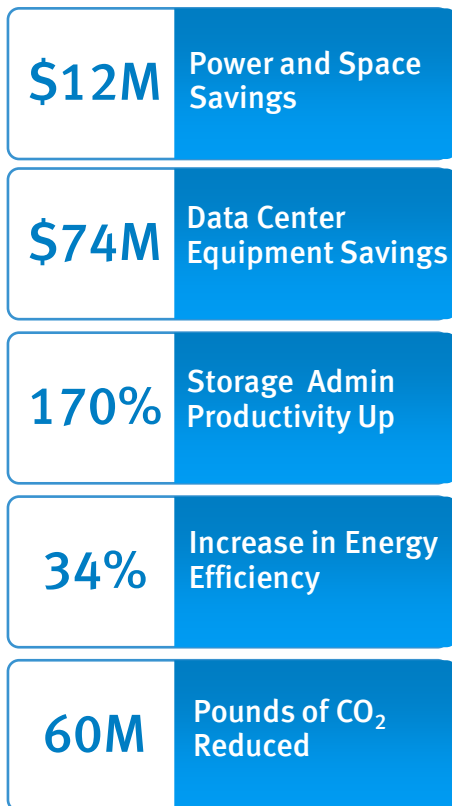 $12M
Power and Space
Savings
$74M
Data Center
Equipment Savings
170%
Storage Admin
Productivity Up
34%
Increase in Energy
Efficiency
60M
Pounds of CO₂
Reduced